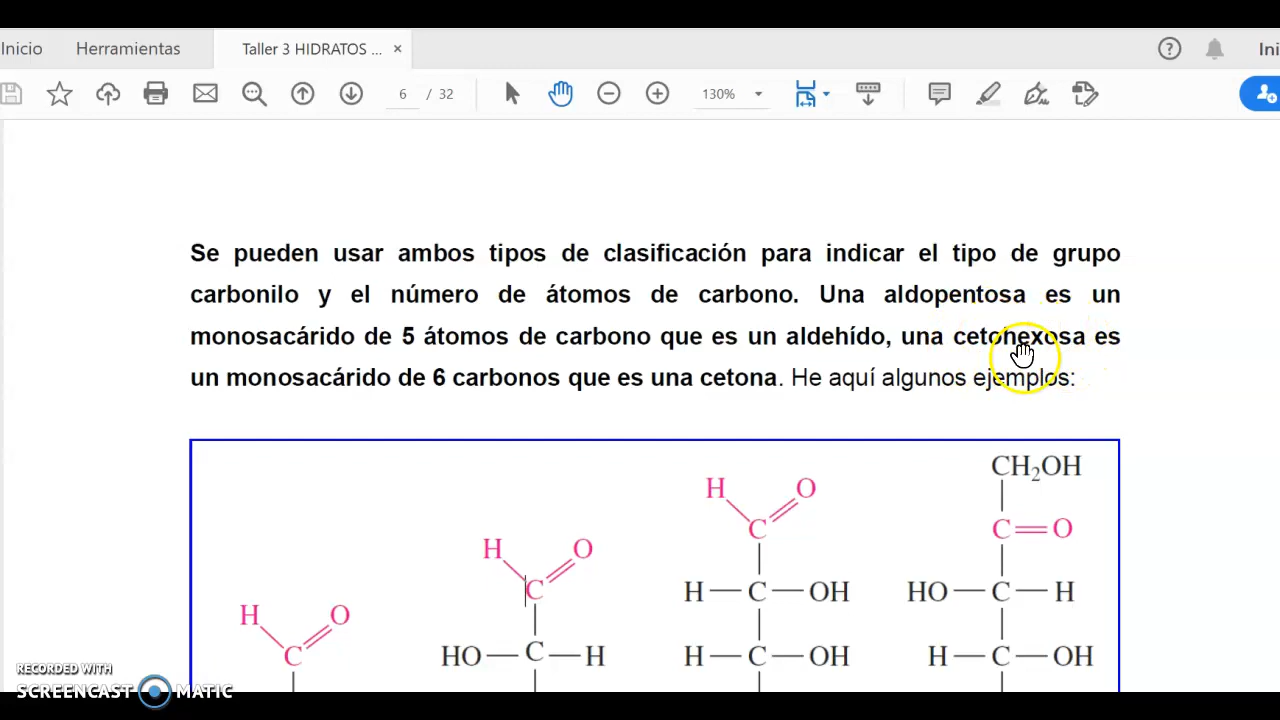 Inicio Herramientas Taller 3 HIDRATOS ... × ? Ini
6 / 32 130%
Se pueden usar ambos tipos de clasificación para indicar el tipo de grupo
carbonilo y el número de átomos de carbono. Una aldopentosa es un
monosacárido de 5 átomos de carbono que es un aldehído, una cetohexosa es
un monosacárido de 6 carbonos que es una cetona. He aquí algunos ejemplos:
CH₂OH
H O
C C O
H O
H C OH HO C H
C
H O
HO C H H C OH H C OH
C
RECORDED WITH
SCREENCAST MATIC